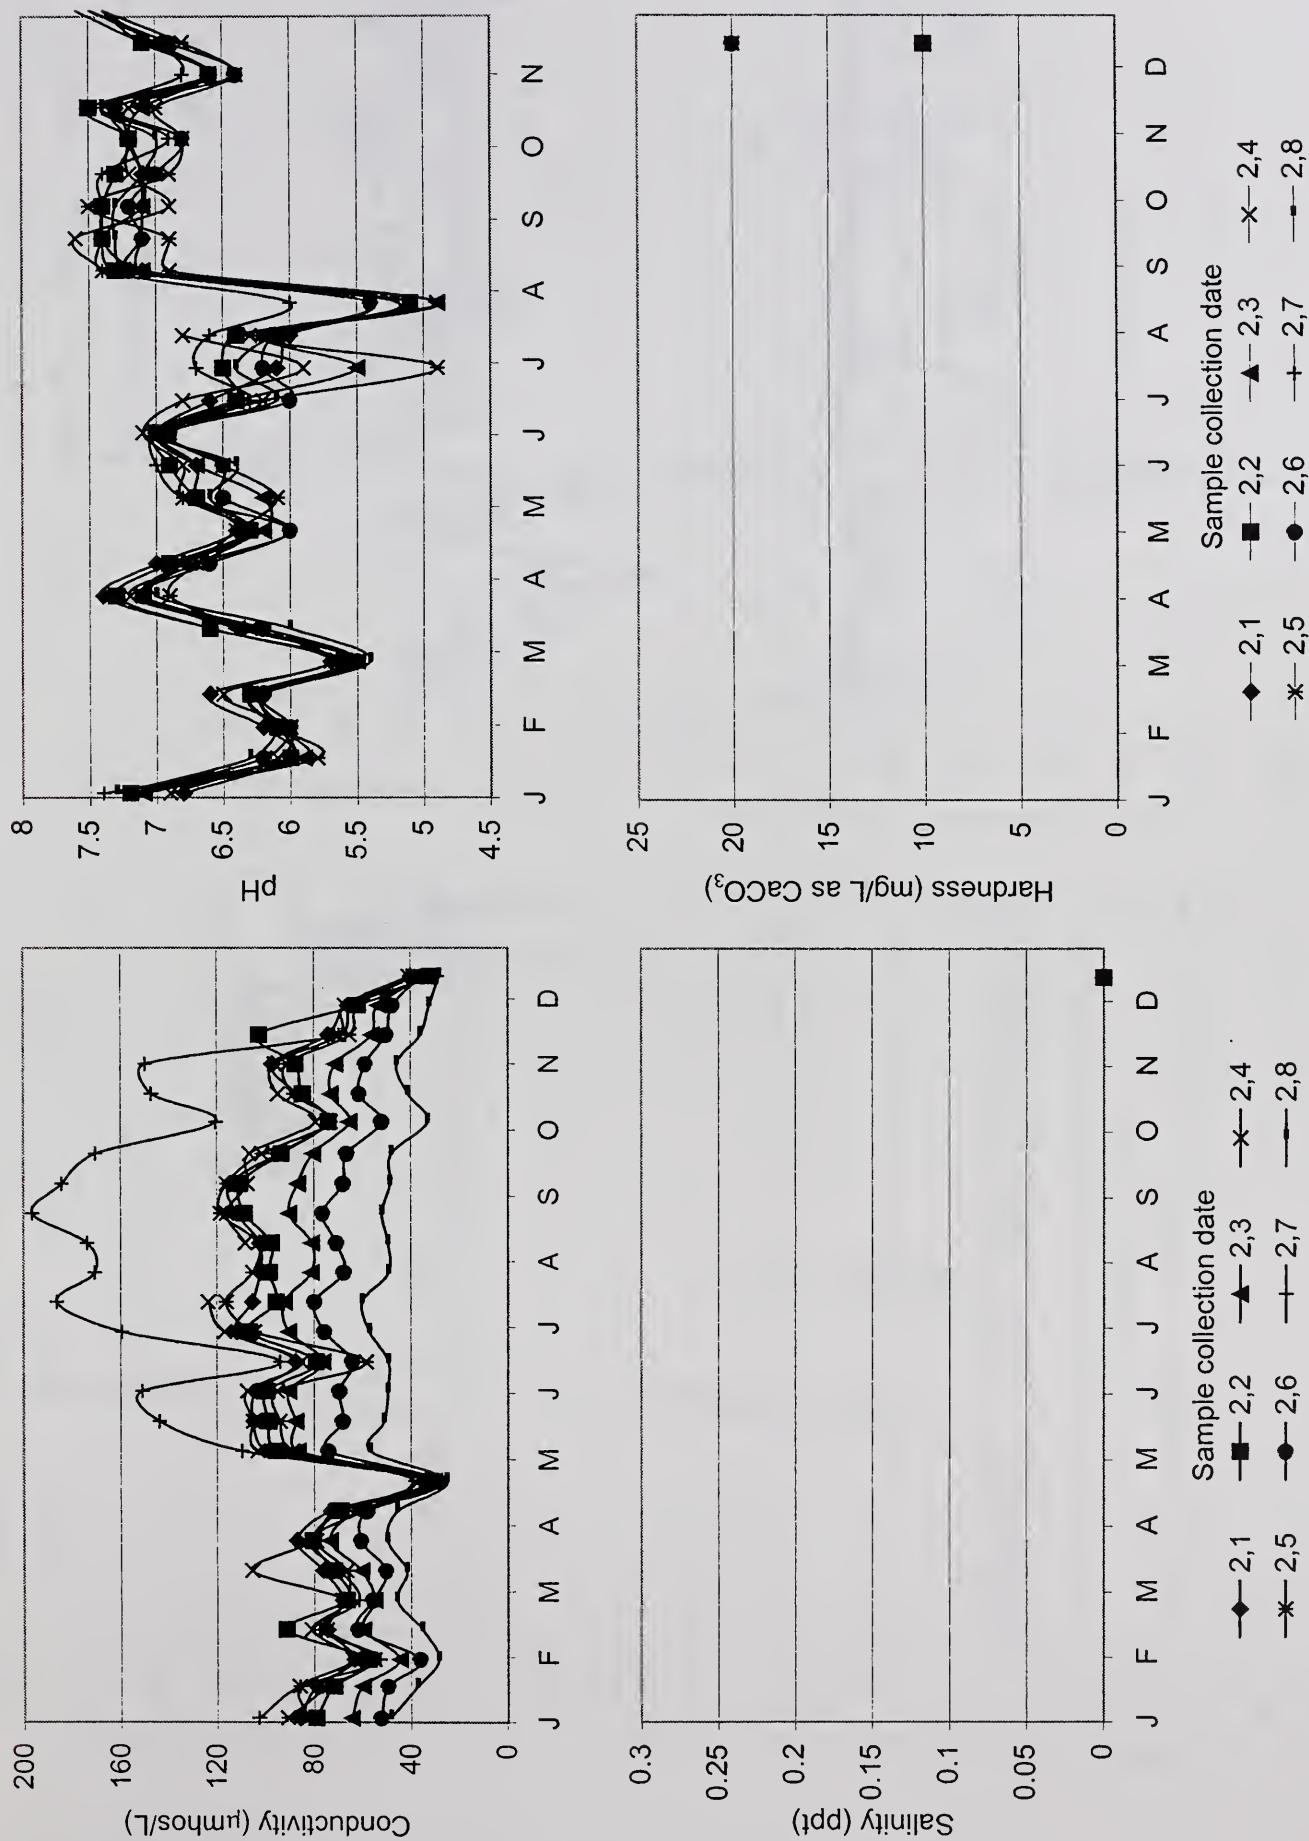 200
160
120
80
40
0
Conductivity (µmhos/L)
J F M A M J J A S O N D
8
7.5
7
6.5
6
5.5
5
4.5
pH
J F M A M J J A S O N
0.3
0.25
0.2
0.15
0.1
0.05
0
Salinity (ppt)
J F M A M J J A S O N D
Sample collection date
2,1 2,2 2,3 2,4
2,5 2,6 2,7 2,8
25
20
15
10
5
0
Hardness (mg/L as CaCO₃)
J F M A M J J A S O N D
Sample collection date
2,1 2,2 2,3 2,4
2,5 2,6 2,7 2,8